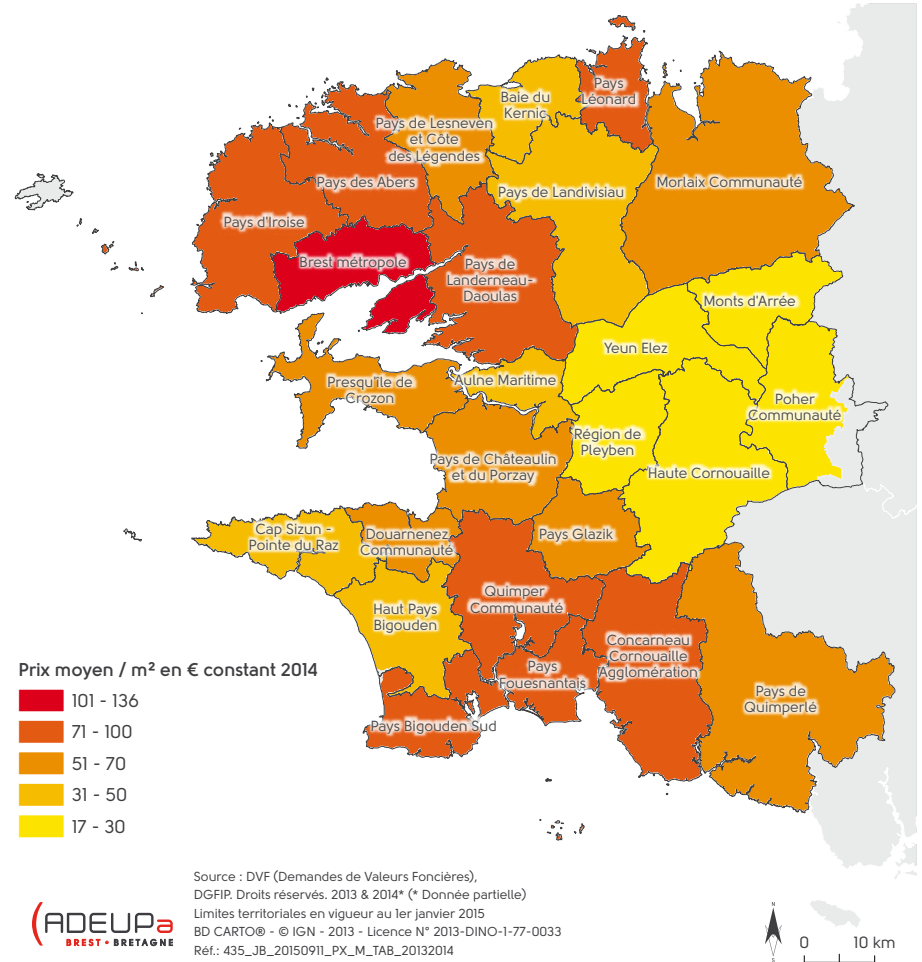 Pays
Léonard
Baie du
Kernic
Pays de Lesneven
et Côte
des Légendes
Pays des Abers
Pays de Landivisiau
Morlaix Communauté
Pays d'Iroise
Brest métropole
Pays de
Landerneau-
Daoulas
Monts d'Arrée
Yeun Elez
Presqu'île de
Crozon
Aulne Maritime
Poher
Communauté
Région de
Pleyben
Pays de Châteaulin
et du Porzay
Haute Cornouaille
Cap Sizun -
Pointe du Raz
Douarnenez
Communauté
Pays Glazik
Haut Pays
Bigouden
Quimper
Communauté
Concarneau
Cornouaille
Agglomération
Pays
Fouesnantais
Pays de
Quimperlé
Pays Bigouden Sud
Prix moyen / m² en € constant 2014
101 - 136
71 - 100
51 - 70
31 - 50
17 - 30
Source : DVF (Demandes de Valeurs Foncières),
DGFIP. Droits réservés. 2013 & 2014* (* Donnée partielle)
Limites territoriales en vigueur au 1er janvier 2015
BD CARTO® - © IGN - 2013 - Licence N° 2013-DINO-1-77-0033
Réf.: 435_JB_20150911_PX_M_TAB_20132014
ADEUPa
BREST • BRETAGNE
N
S
0 10 km